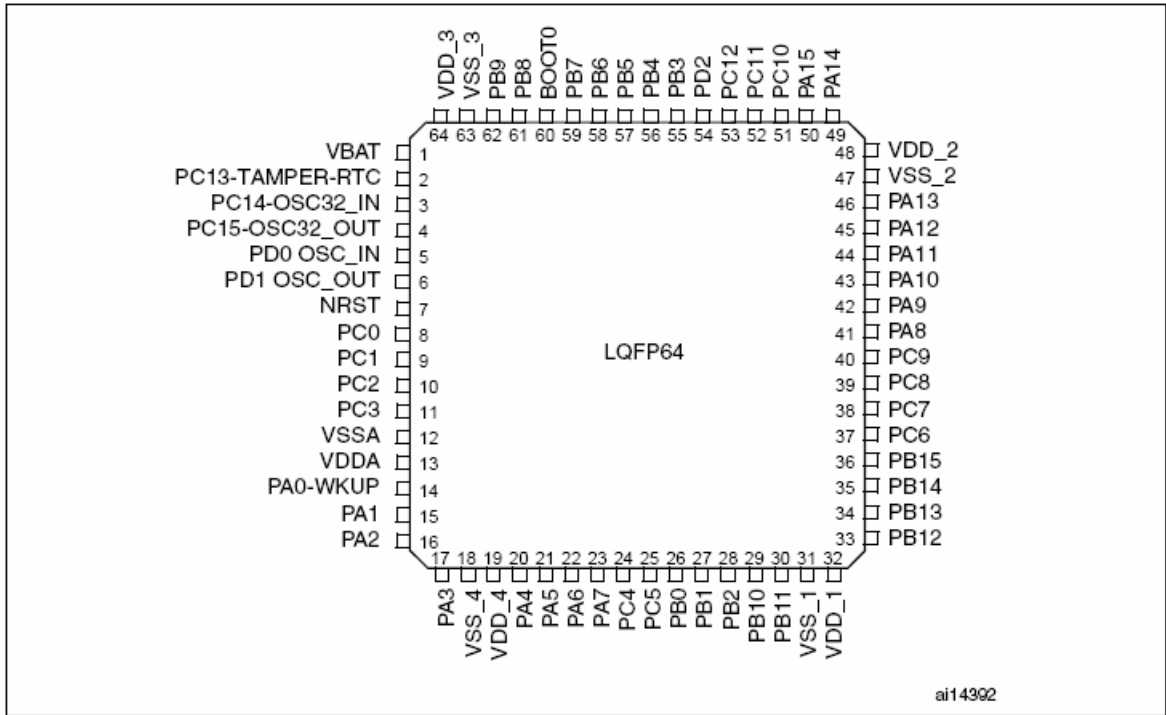 VDD_3
VSS_3
PB9
PB8
BOOT0
PB7
PB6
PB5
PB4
PB3
PD2
PC12
PC11
PC10
PA15
PA14
64 63 62 61 60 59 58 57 56 55 54 53 52 51 50 49
VBAT 1
PC13-TAMPER-RTC 2
PC14-OSC32_IN 3
PC15-OSC32_OUT 4
PD0 OSC_IN 5
PD1 OSC_OUT 6
NRST 7
PC0 8
PC1 9
PC2 10
PC3 11
VSSA 12
VDDA 13
PA0-WKUP 14
PA1 15
PA2 16
LQFP64
48 VDD_2
47 VSS_2
46 PA13
45 PA12
44 PA11
43 PA10
42 PA9
41 PA8
40 PC9
39 PC8
38 PC7
37 PC6
36 PB15
35 PB14
34 PB13
33 PB12
17 18 19 20 21 22 23 24 25 26 27 28 29 30 31 32
PA3
VSS_4
VDD_4
PA4
PA5
PA6
PA7
PC4
PC5
PB0
PB1
PB2
PB10
PB11
VSS_1
VDD_1
ai14392